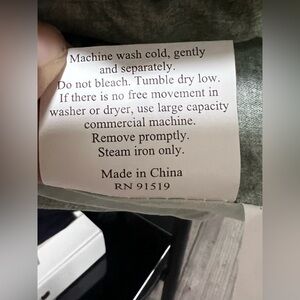 Machine wash cold, gently
and separately.
Do not bleach. Tumble dry low.
If there is no free movement in
washer or dryer, use large capacity
commercial machine.
Remove promptly.
Steam iron only.
Made in China
RN 91519